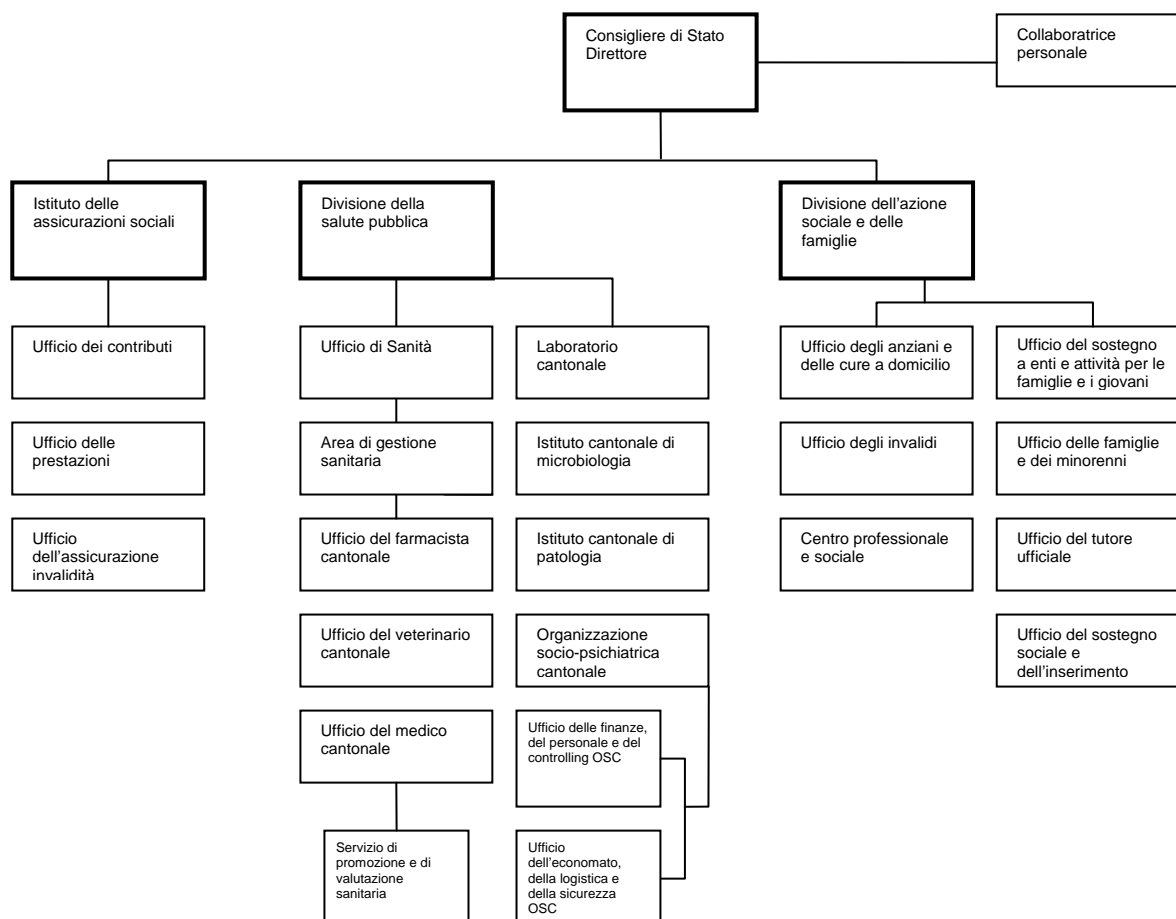 Consigliere di Stato
Direttore
Collaboratrice
personale
Istituto delle
assicurazioni sociali
Divisione della
salute pubblica
Divisione dell'azione
sociale e delle
famiglie
Ufficio dei contributi
Ufficio di Sanità
Laboratorio
cantonale
Ufficio degli anziani e
delle cure a domicilio
Ufficio del sostegno
a enti e attività per le
famiglie e i giovani
Ufficio delle
prestazioni
Area di gestione
sanitaria
Istituto cantonale di
microbiologia
Ufficio degli invalidi
Ufficio delle famiglie
e dei minorenni
Ufficio
dell'assicurazione
invalidità
Ufficio del farmacista
cantonale
Istituto cantonale di
patologia
Centro professionale
e sociale
Ufficio del tutore
ufficiale
Ufficio del veterinario
cantonale
Organizzazione
socio-psichiatrica
cantonale
Ufficio del sostegno
sociale e
dell'inserimento
Ufficio del medico
cantonale
Ufficio delle finanze,
del personale e del
controlling OSC
Servizio di
promozione e di
valutazione
sanitaria
Ufficio
dell'economato,
della logistica e
della sicurezza
OSC